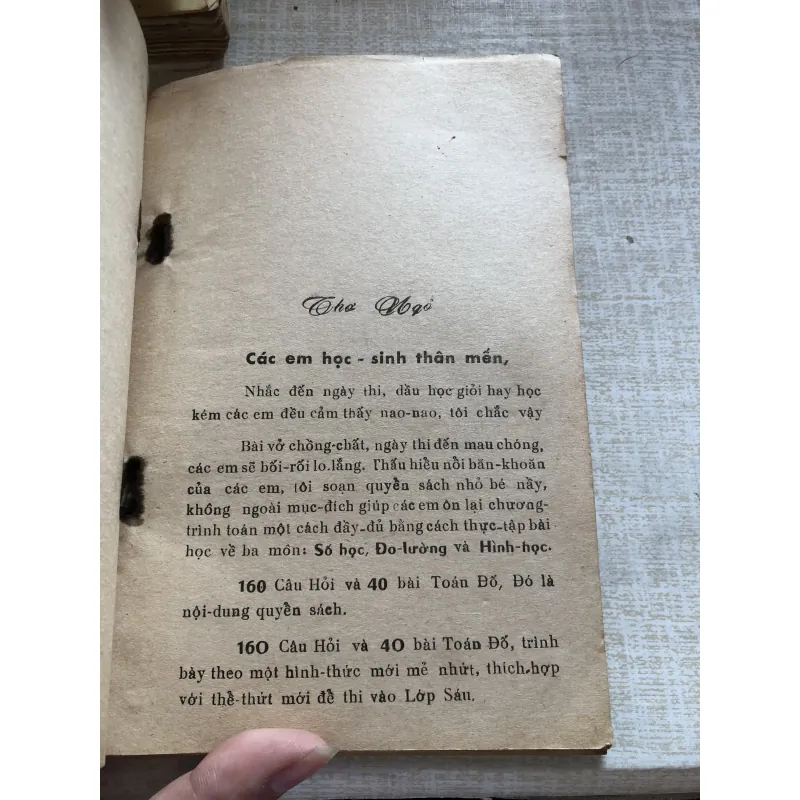 Thơ Ngỏ
Các em học - sinh thân mến,
Nhắc đến ngày thi, dầu học giỏi hay học
kém các em đều cảm thấy nao-nao, tôi chắc vậy
Bài vở chồng-chất, ngày thi đến mau chóng,
các em sẽ bối-rối lo.lắng. Thấu hiểu nỗi băn-khoăn
của các em, tôi soạn quyển sách nhỏ bé nầy,
không ngoài mục-đích giúp các em ôn lại chương-
trình toán một cách đầy-đủ bằng cách thực-tập bài
học về ba môn: Số học, Đo-lường và Hình-học.
160 Câu Hỏi và 40 bài Toán Đố, Đó là
nội-dung quyển sách.
160 Câu Hỏi và 40 bài Toán Đố, trình
bày theo một hình-thức mới mẻ nhứt, thích-hợp
với thể-thứt mới để thi vào Lớp Sáu.